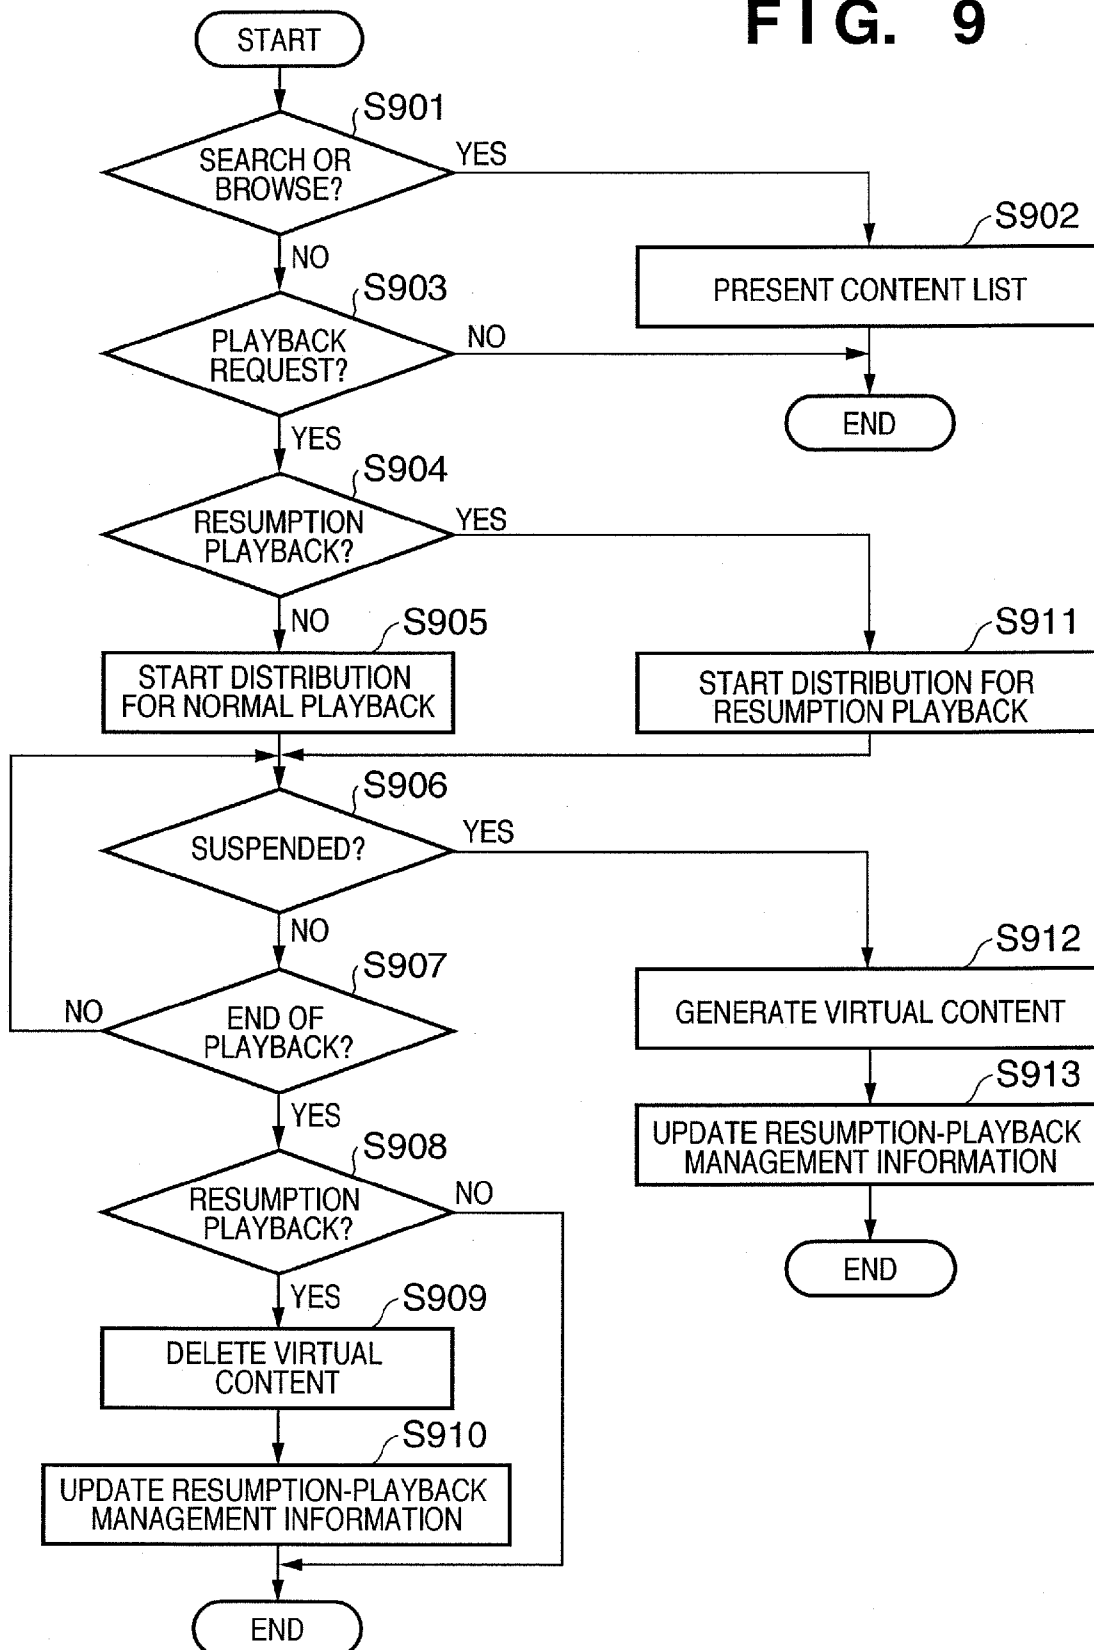 FIG. 9
START
S901
SEARCH OR
BROWSE?
YES
NO
S902
PRESENT CONTENT LIST
S903
PLAYBACK
REQUEST?
NO
YES
END
S904
RESUMPTION
PLAYBACK?
YES
NO
S905
START DISTRIBUTION
FOR NORMAL PLAYBACK
S911
START DISTRIBUTION FOR
RESUMPTION PLAYBACK
S906
SUSPENDED?
YES
NO
S907
END OF
PLAYBACK?
NO
YES
S912
GENERATE VIRTUAL CONTENT
S913
UPDATE RESUMPTION-PLAYBACK
MANAGEMENT INFORMATION
END
S908
RESUMPTION
PLAYBACK?
NO
YES
S909
DELETE VIRTUAL
CONTENT
S910
UPDATE RESUMPTION-PLAYBACK
MANAGEMENT INFORMATION
END